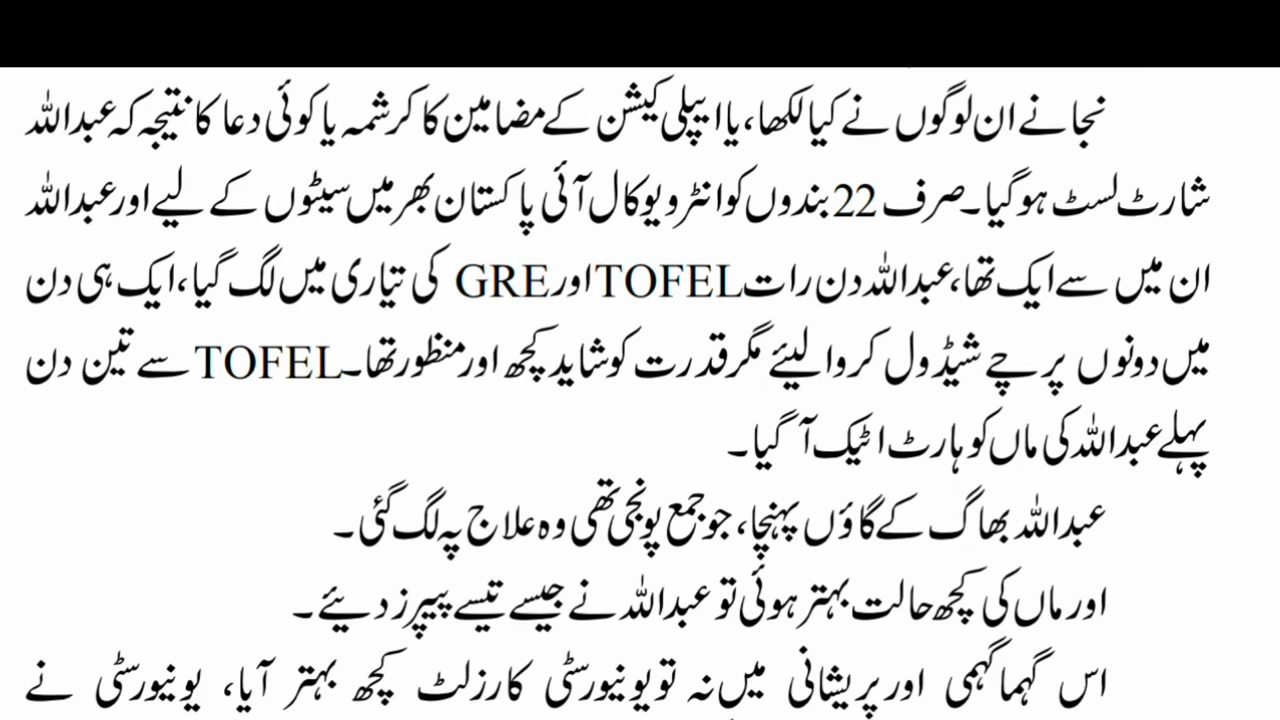 نجانے ان لوگوں نے کیا لکھا، یا ایپلی کیشن کے مضامین کا کرشمہ یا کوئی دعا کا نتیجہ کہ عبداللہ
شارٹ لسٹ ہو گیا۔ صرف 22 بندوں کو انٹرویو کال آئی پاکستان بھر میں سیٹوں کے لیے اور عبداللہ
ان میں سے ایک تھا، عبداللہ دن رات TOFEL اور GRE کی تیاری میں لگ گیا، ایک ہی دن
میں دونوں پرچے شیڈول کروا لیئے مگر قدرت کو شاید کچھ اور منظور تھا۔ TOFEL سے تین دن
پہلے عبداللہ کی ماں کو ہارٹ اٹیک آ گیا۔
عبداللہ بھاگ کے گاؤں پہنچا، جو جمع پونجی تھی وہ علاج پہ لگ گئی۔
اور ماں کی کچھ حالت بہتر ہوئی تو عبداللہ نے جیسے تیسے پیپرز دیئے۔
اس گہما گہمی اور پریشانی میں نہ تو یونیورسٹی کا رزلٹ کچھ بہتر آیا، یونیورسٹی نے